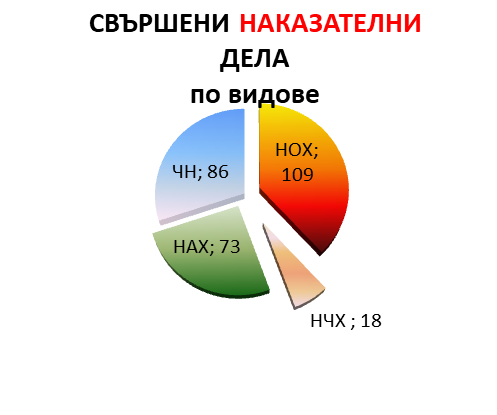 СВЪРШЕНИ НАКАЗАТЕЛНИ
ДЕЛА
по видове
НОХ;
109
ЧН; 86
НАХ; 73
НЧХ ; 18